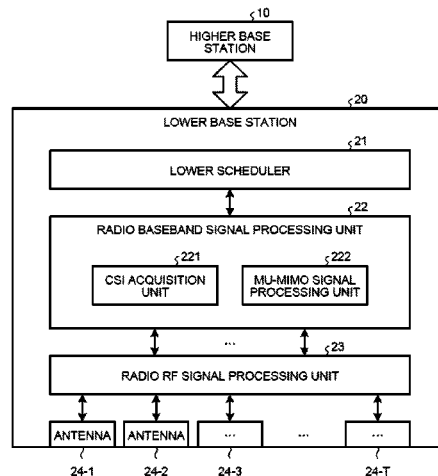 10
HIGHER BASE
STATION
20
LOWER BASE STATION
21
LOWER SCHEDULER
22
RADIO BASEBAND SIGNAL PROCESSING UNIT
221
222
CSI ACQUISITION
UNIT
MU-MIMO SIGNAL
PROCESSING UNIT
...
23
RADIO RF SIGNAL PROCESSING UNIT
ANTENNA
ANTENNA
...
...
...
24-1
24-2
24-3
24-T